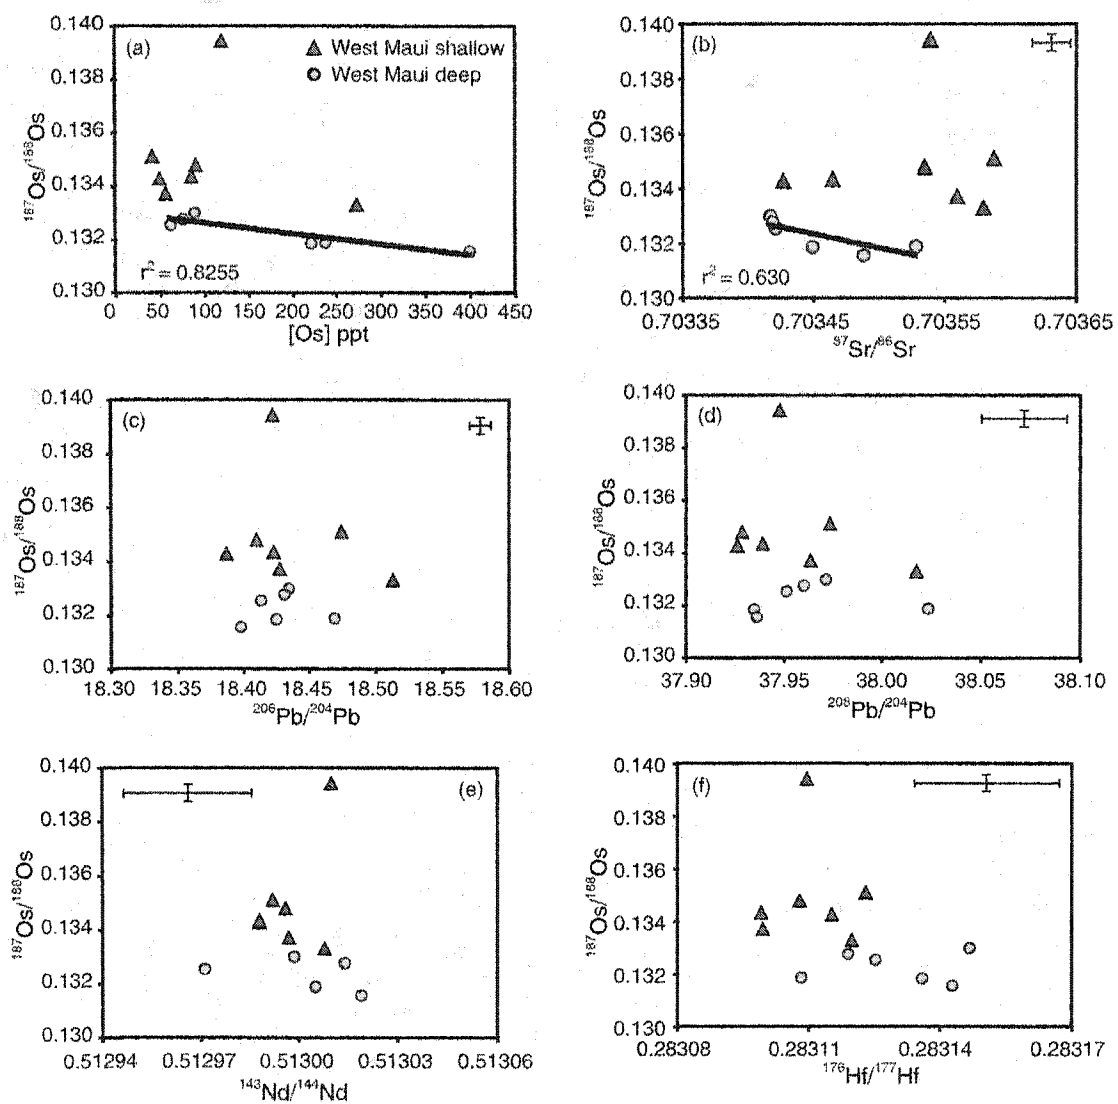 (a)
West Maui shallow
West Maui deep
0.140
0.138
0.136
0.134
0.132
0.130
187Os/188Os
r2 = 0.8255
0 50 100 150 200 250 300 350 400 450
[Os] ppt
(b)
0.140
0.138
0.136
0.134
0.132
0.130
187Os/188Os
r2 = 0.630
0.70335 0.70345 0.70355 0.70365
87Sr/86Sr
(c)
0.140
0.138
0.136
0.134
0.132
0.130
187Os/188Os
18.30 18.35 18.40 18.45 18.50 18.55 18.60
206Pb/204Pb
(d)
0.140
0.138
0.136
0.134
0.132
0.130
187Os/188Os
37.90 37.95 38.00 38.05 38.10
208Pb/204Pb
(e)
0.140
0.138
0.136
0.134
0.132
0.130
187Os/188Os
0.51294 0.51297 0.51300 0.51303 0.51306
143Nd/144Nd
(f)
0.140
0.138
0.136
0.134
0.132
0.130
187Os/188Os
0.28308 0.28311 0.28314 0.28317
176Hf/177Hf